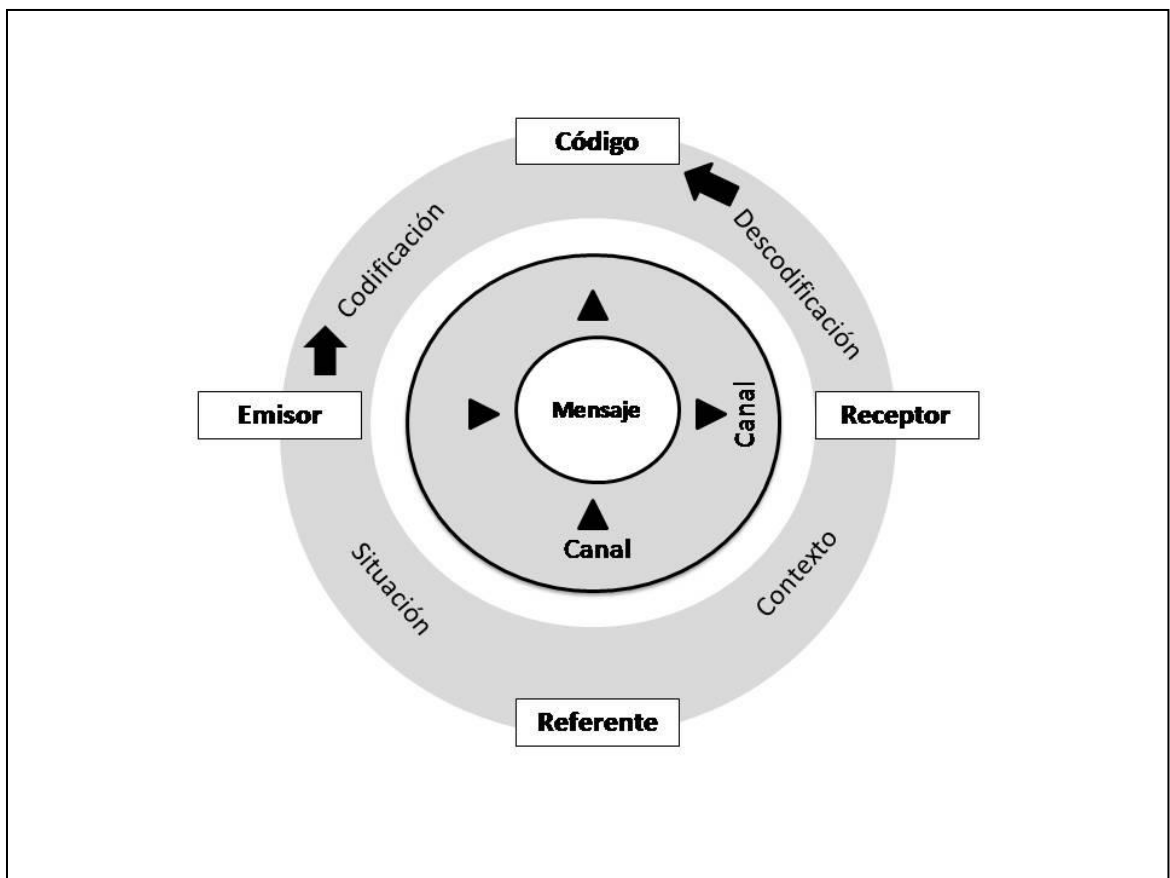 Código
Codificación
Descodificación
Emisor
Mensaje
Canal
Receptor
Canal
Situación
Contexto
Referente